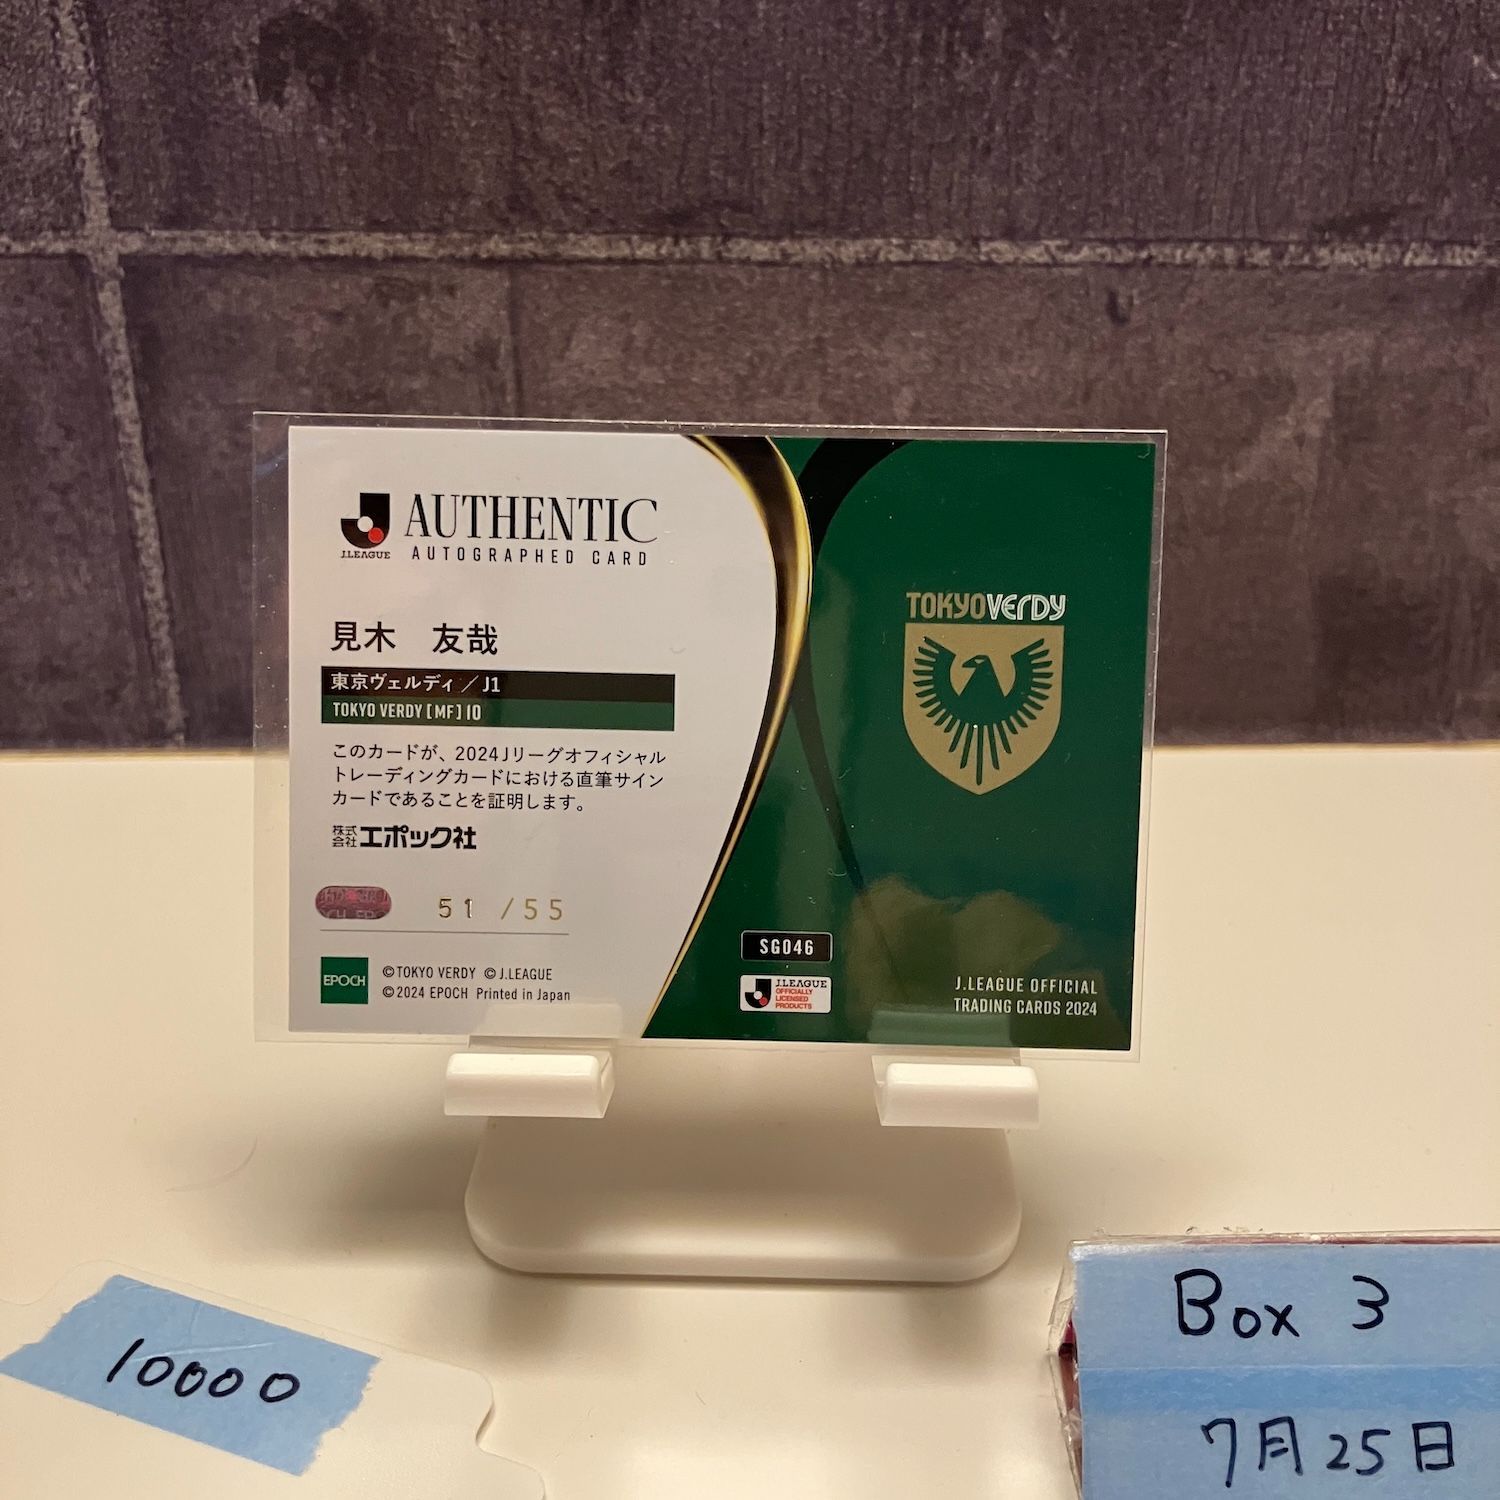 J.LEAGUE
AUTHENTIC
AUTOGRAPHED CARD
見木 友哉
東京ヴェルディ／J1
TOKYO VERDY [MF] 10
このカードが、2024Jリーグオフィシャル
トレーディングカードにおける直筆サイン
カードであることを証明します。
株式会社エポック社
51 /55
EPOCH
©TOKYO VERDY ©J.LEAGUE
©2024 EPOCH Printed in Japan
TOKYO VERDY
SG046
J.LEAGUE
OFFICIALLY
LICENSED
PRODUCTS
J.LEAGUE OFFICIAL
TRADING CARDS 2024
10000
Box 3
7月25日